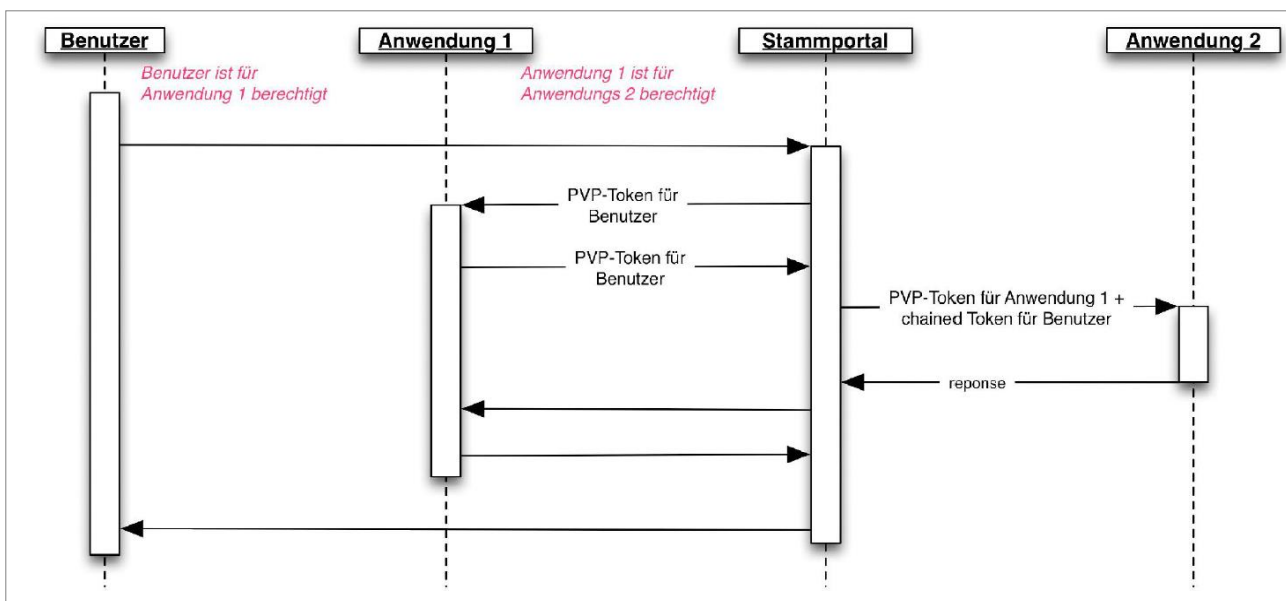 Benutzer
Anwendung 1
Stammportal
Anwendung 2
Benutzer ist für
Anwendung 1 berechtigt
Anwendung 1 ist für
Anwendungs 2 berechtigt
PVP-Token für
Benutzer
PVP-Token für
Benutzer
PVP-Token für Anwendung 1 +
chained Token für Benutzer
reponse